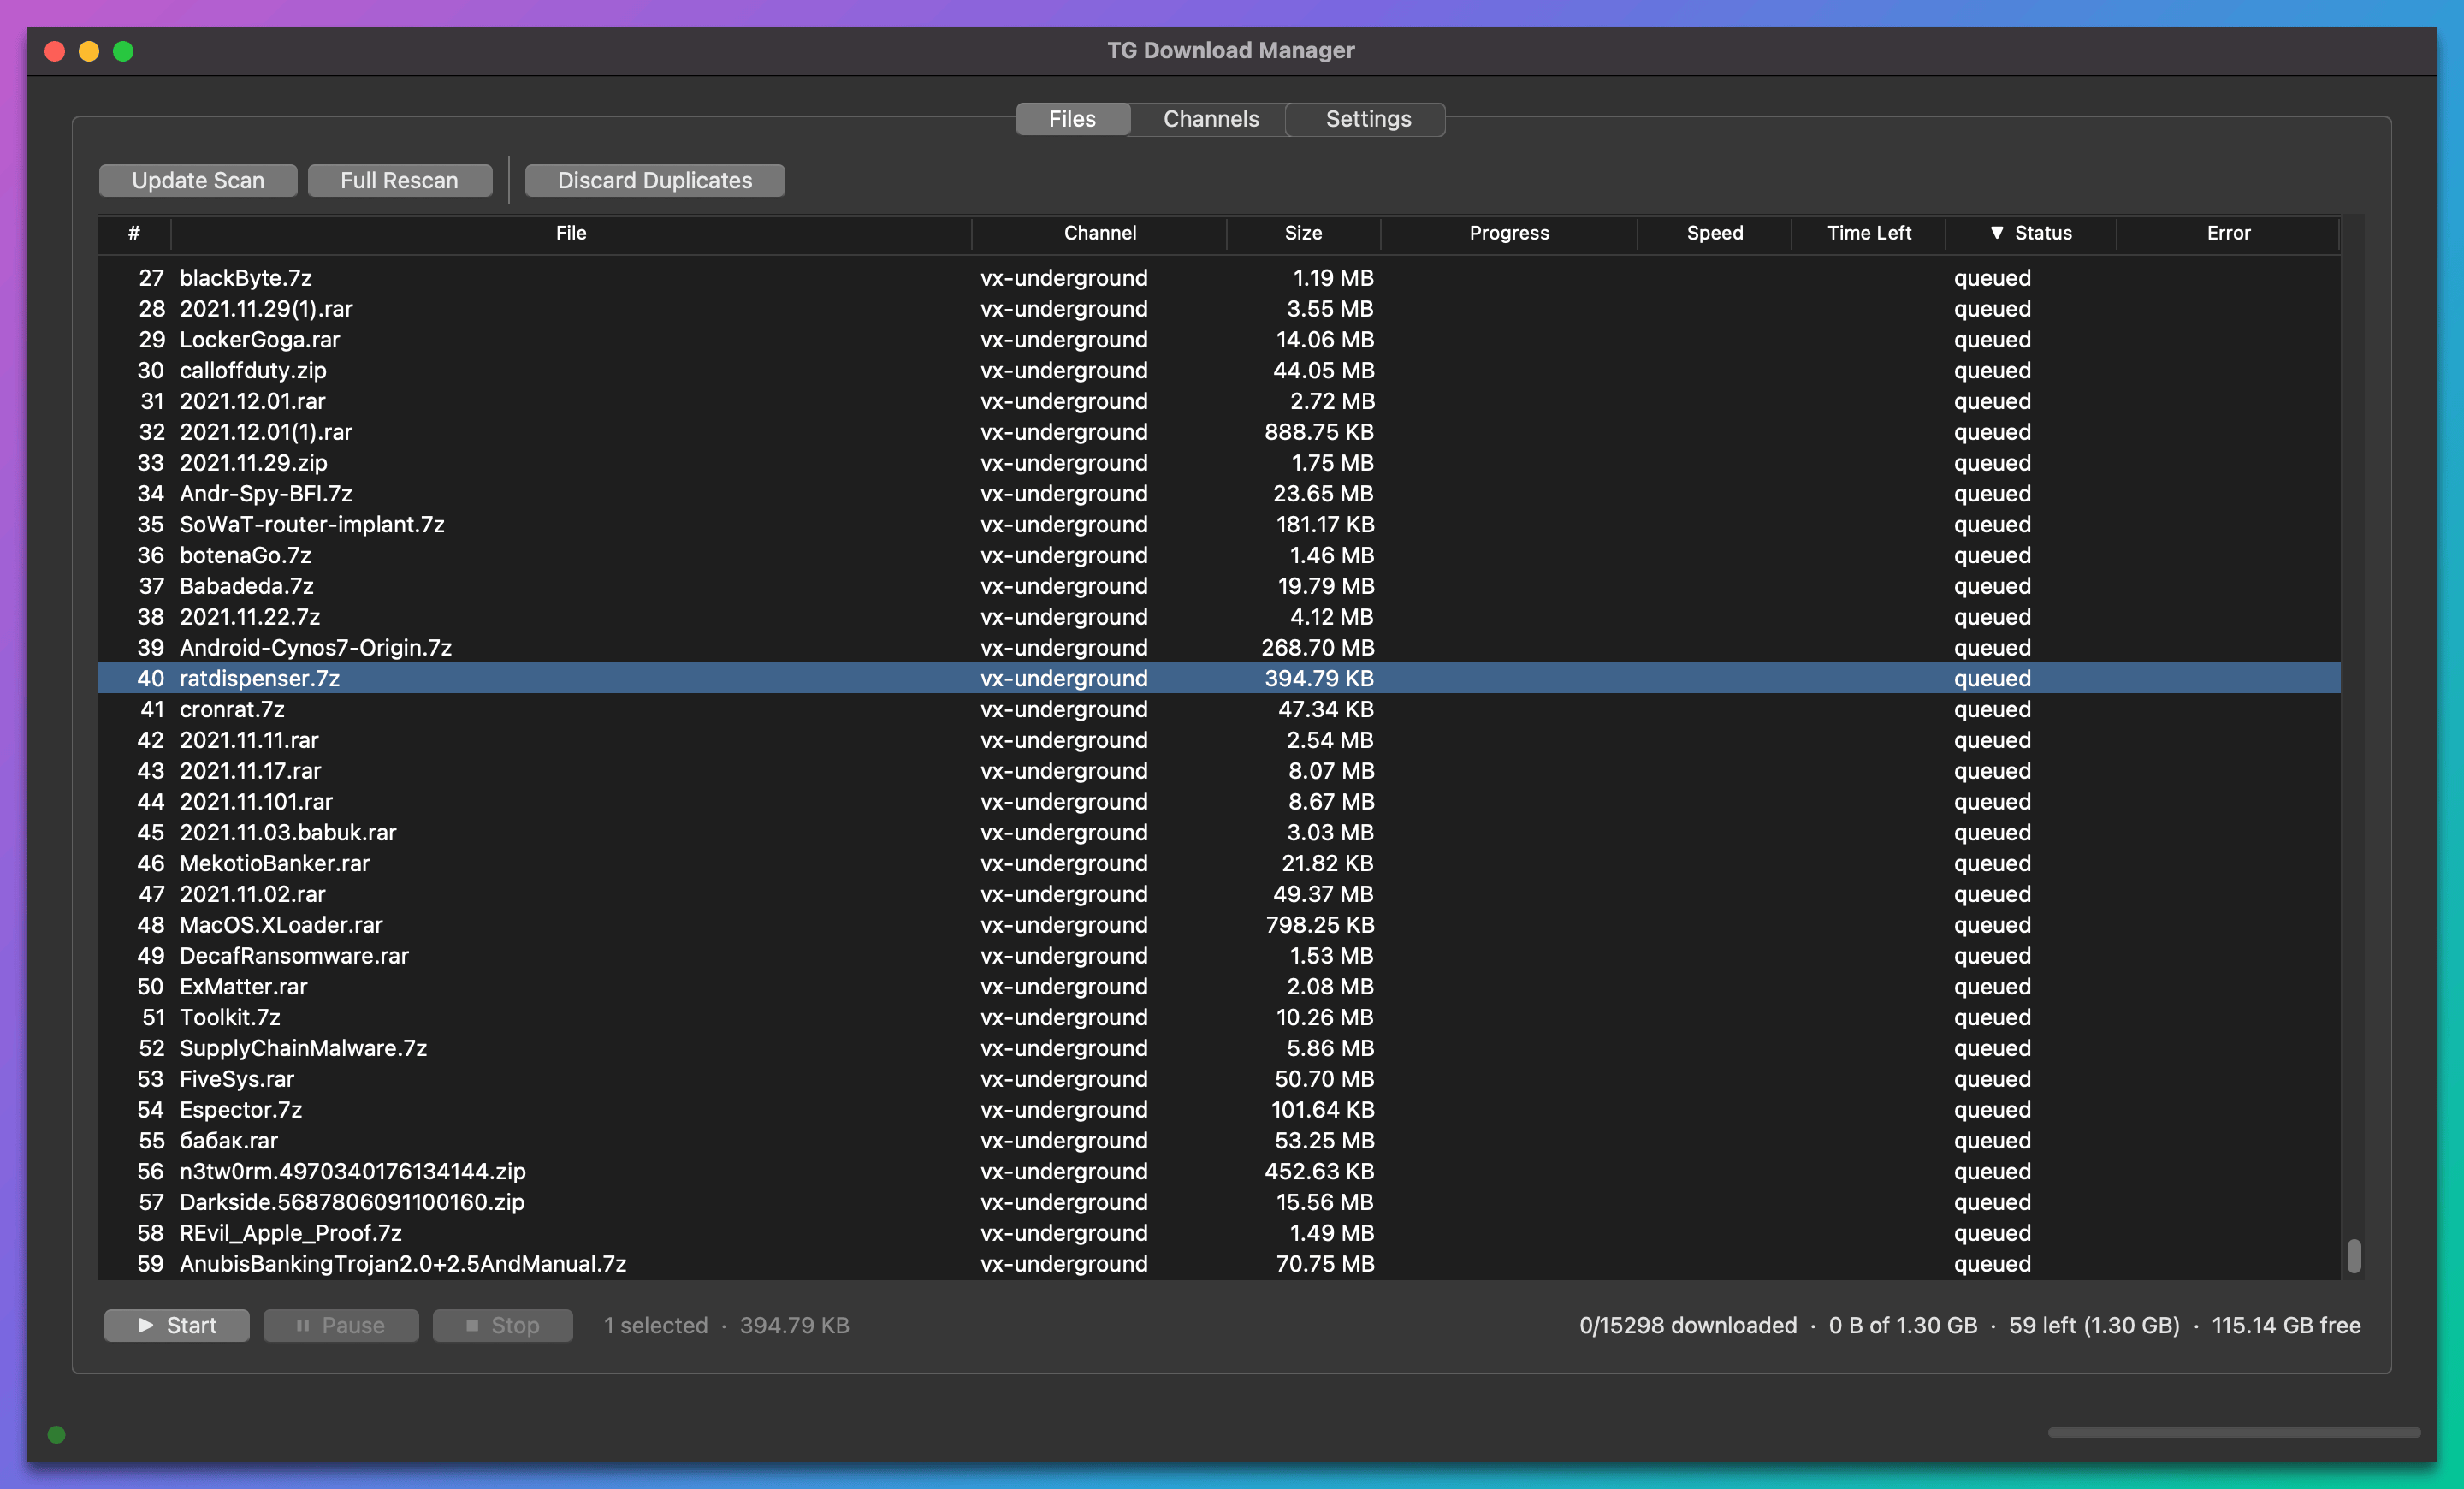 TG Download Manager
Files Channels Settings
Update Scan Full Rescan Discard Duplicates
# File Channel Size Progress Speed Time Left ▼ Status Error
27 blackByte.7z vx-underground 1.19 MB queued
28 2021.11.29(1).rar vx-underground 3.55 MB queued
29 LockerGoga.rar vx-underground 14.06 MB queued
30 calloffduty.zip vx-underground 44.05 MB queued
31 2021.12.01.rar vx-underground 2.72 MB queued
32 2021.12.01(1).rar vx-underground 888.75 KB queued
33 2021.11.29.zip vx-underground 1.75 MB queued
34 Andr-Spy-BFI.7z vx-underground 23.65 MB queued
35 SoWaT-router-implant.7z vx-underground 181.17 KB queued
36 botenaGo.7z vx-underground 1.46 MB queued
37 Babadeda.7z vx-underground 19.79 MB queued
38 2021.11.22.7z vx-underground 4.12 MB queued
39 Android-Cynos7-Origin.7z vx-underground 268.70 MB queued
40 ratdispenser.7z vx-underground 394.79 KB queued
41 cronrat.7z vx-underground 47.34 KB queued
42 2021.11.11.rar vx-underground 2.54 MB queued
43 2021.11.17.rar vx-underground 8.07 MB queued
44 2021.11.101.rar vx-underground 8.67 MB queued
45 2021.11.03.babuk.rar vx-underground 3.03 MB queued
46 MekotioBanker.rar vx-underground 21.82 KB queued
47 2021.11.02.rar vx-underground 49.37 MB queued
48 MacOS.XLoader.rar vx-underground 798.25 KB queued
49 DecafRansomware.rar vx-underground 1.53 MB queued
50 ExMatter.rar vx-underground 2.08 MB queued
51 Toolkit.7z vx-underground 10.26 MB queued
52 SupplyChainMalware.7z vx-underground 5.86 MB queued
53 FiveSys.rar vx-underground 50.70 MB queued
54 Espector.7z vx-underground 101.64 KB queued
55 бабак.rar vx-underground 53.25 MB queued
56 n3tw0rm.4970340176134144.zip vx-underground 452.63 KB queued
57 Darkside.5687806091100160.zip vx-underground 15.56 MB queued
58 REvil_Apple_Proof.7z vx-underground 1.49 MB queued
59 AnubisBankingTrojan2.0+2.5AndManual.7z vx-underground 70.75 MB queued
Start Pause Stop 1 selected · 394.79 KB 0/15298 downloaded · 0 B of 1.30 GB · 59 left (1.30 GB) · 115.14 GB free